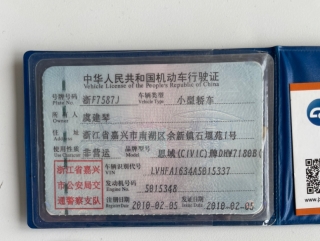 中华人民共和国机动车行驶证
Vehicle License of the People's Republic of China
号牌号码 浙F7587J 车辆类型 小型轿车
Plate No. Vehicle Type
所有人 虞建琴
Owner
住址 浙江省嘉兴市南湖区余新镇石堰苑1号
使用性质 非营运 品牌型号 思域(CIVIC)牌DHW7180B
浙江省嘉兴
市公安局交
通警察支队
车辆识别代号 LVHFA1634A5015337
VIN
发动机号码 5015348
Engine No.
注册日期 2010-02-05 发证日期 2010-02-05